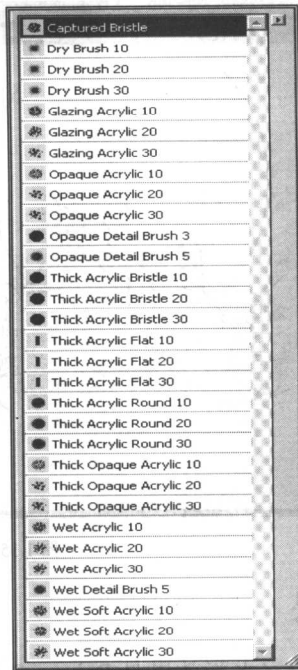 Captured Bristle
Dry Brush 10
Dry Brush 20
Dry Brush 30
Glazing Acrylic 10
Glazing Acrylic 20
Glazing Acrylic 30
Opaque Acrylic 10
Opaque Acrylic 20
Opaque Acrylic 30
Opaque Detail Brush 3
Opaque Detail Brush 5
Thick Acrylic Bristle 10
Thick Acrylic Bristle 20
Thick Acrylic Bristle 30
Thick Acrylic Flat 10
Thick Acrylic Flat 20
Thick Acrylic Flat 30
Thick Acrylic Round 10
Thick Acrylic Round 20
Thick Acrylic Round 30
Thick Opaque Acrylic 10
Thick Opaque Acrylic 20
Thick Opaque Acrylic 30
Wet Acrylic 10
Wet Acrylic 20
Wet Acrylic 30
Wet Detail Brush 5
Wet Soft Acrylic 10
Wet Soft Acrylic 20
Wet Soft Acrylic 30